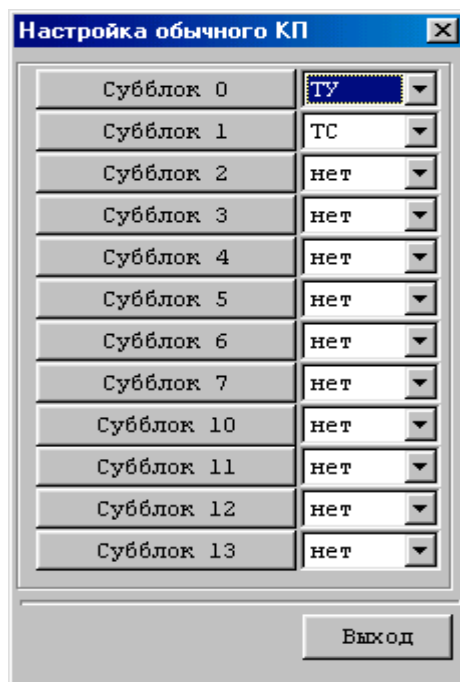 Настройка обычного КП
Субблок 0 ТУ
Субблок 1 ТС
Субблок 2 нет
Субблок 3 нет
Субблок 4 нет
Субблок 5 нет
Субблок 6 нет
Субблок 7 нет
Субблок 10 нет
Субблок 11 нет
Субблок 12 нет
Субблок 13 нет
Выход